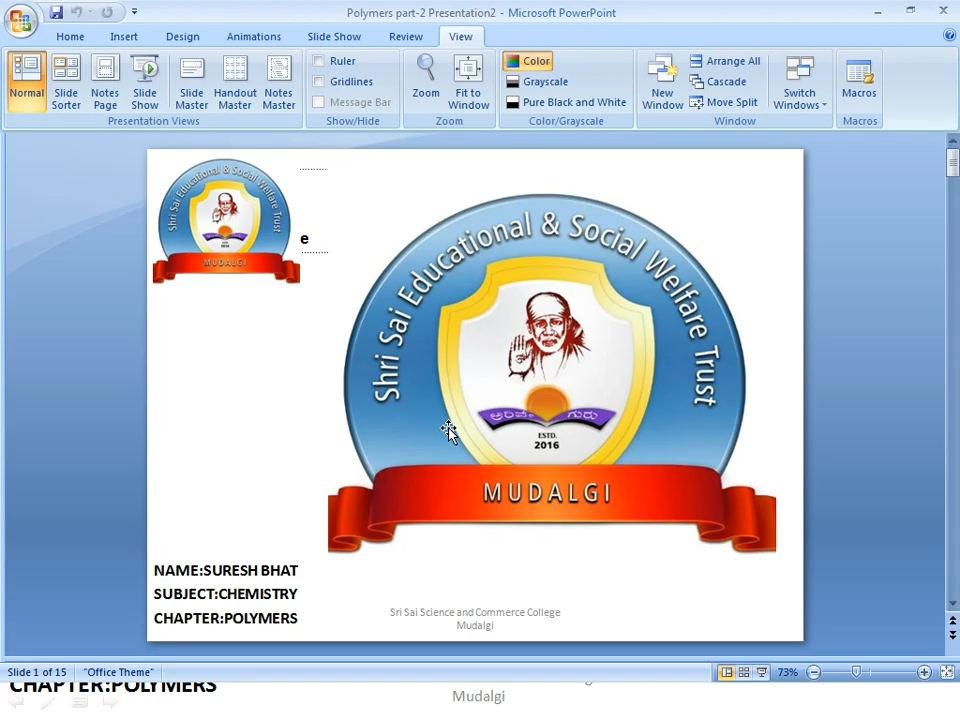 Polymers part-2 Presentation2 - Microsoft PowerPoint
Home Insert Design Animations Slide Show Review View
Normal Slide Sorter Notes Page Slide Show Slide Master Handout Master Notes Master
Presentation Views
Ruler
Gridlines
Message Bar
Show/Hide
Zoom Fit to Window
Zoom
Color
Grayscale
Pure Black and White
Color/Grayscale
New Window
Arrange All
Cascade
Move Split
Switch Windows
Window
Macros
Macros
Shri Sai Educational & Social Welfare Trust
ESTD.
2016
MUDALGI
e
Shri Sai Educational & Social Welfare Trust
ಅರಿವೇ ಗುರು
ESTD.
2016
MUDALGI
NAME:SURESH BHAT
SUBJECT:CHEMISTRY
CHAPTER:POLYMERS
Sri Sai Science and Commerce College
Mudalgi
Slide 1 of 15 "Office Theme" 73%
CHAPTER:POLYMERS
Mudalgi